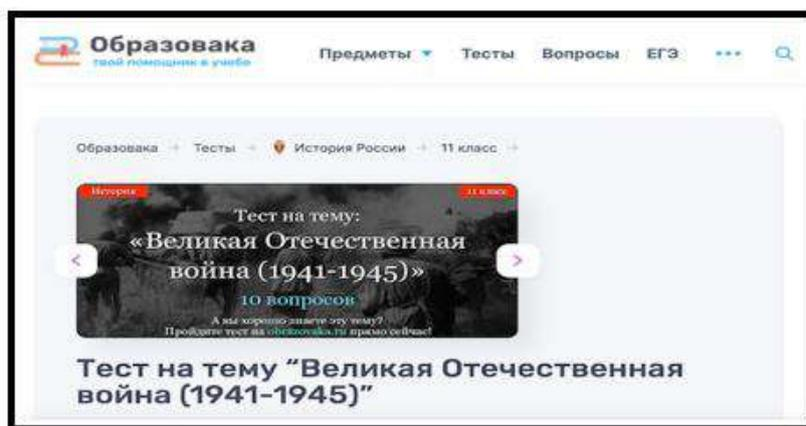 Образовака
твой помощник в учебе
Предметы Тесты Вопросы ЕГЭ
Образовака → Тесты → История России → 11 класс →
История
11 класс
Тест на тему:
«Великая Отечественная
война (1941-1945)»
10 вопросов
А вы хорошо знаете эту тему?
Пройдите тест на obrazovaka.ru прямо сейчас!
Тест на тему “Великая Отечественная
война (1941-1945)”